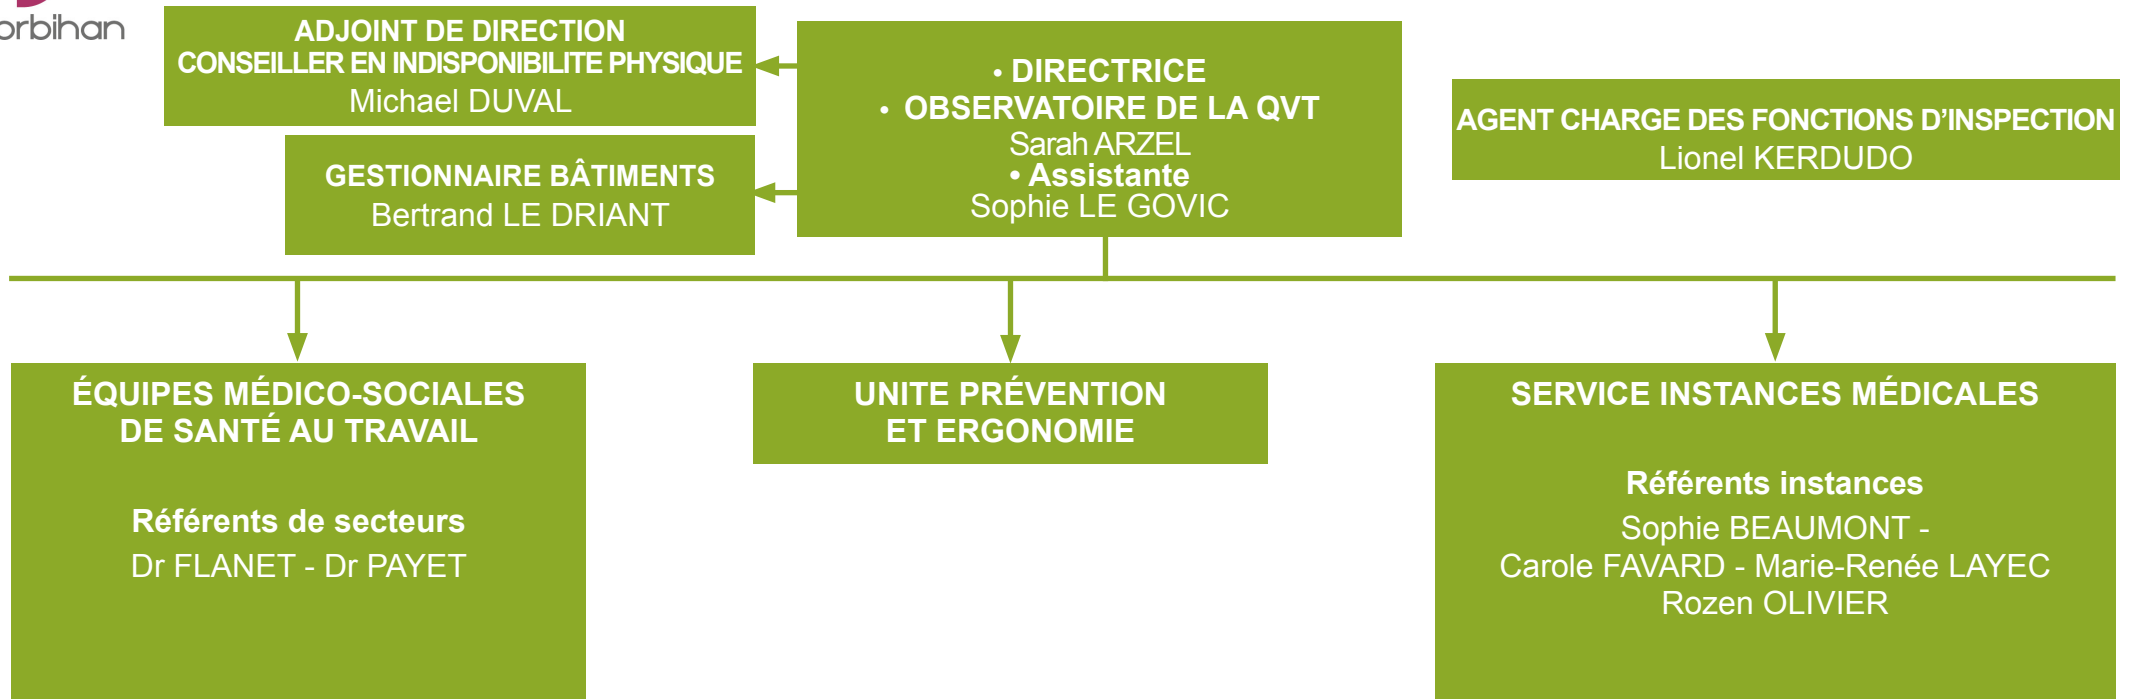 orbihan
ADJOINT DE DIRECTION
CONSEILLER EN INDISPONIBILITE PHYSIQUE
Michael DUVAL
GESTIONNAIRE BÂTIMENTS
Bertrand LE DRIANT
• DIRECTRICE
• OBSERVATOIRE DE LA QVT
Sarah ARZEL
• Assistante
Sophie LE GOVIC
AGENT CHARGE DES FONCTIONS D’INSPECTION
Lionel KERDUDO
ÉQUIPES MÉDICO-SOCIALES
DE SANTÉ AU TRAVAIL
Référents de secteurs
Dr FLANET - Dr PAYET
UNITE PRÉVENTION
ET ERGONOMIE
SERVICE INSTANCES MÉDICALES
Référents instances
Sophie BEAUMONT -
Carole FAVARD - Marie-Renée LAYEC
Rozen OLIVIER